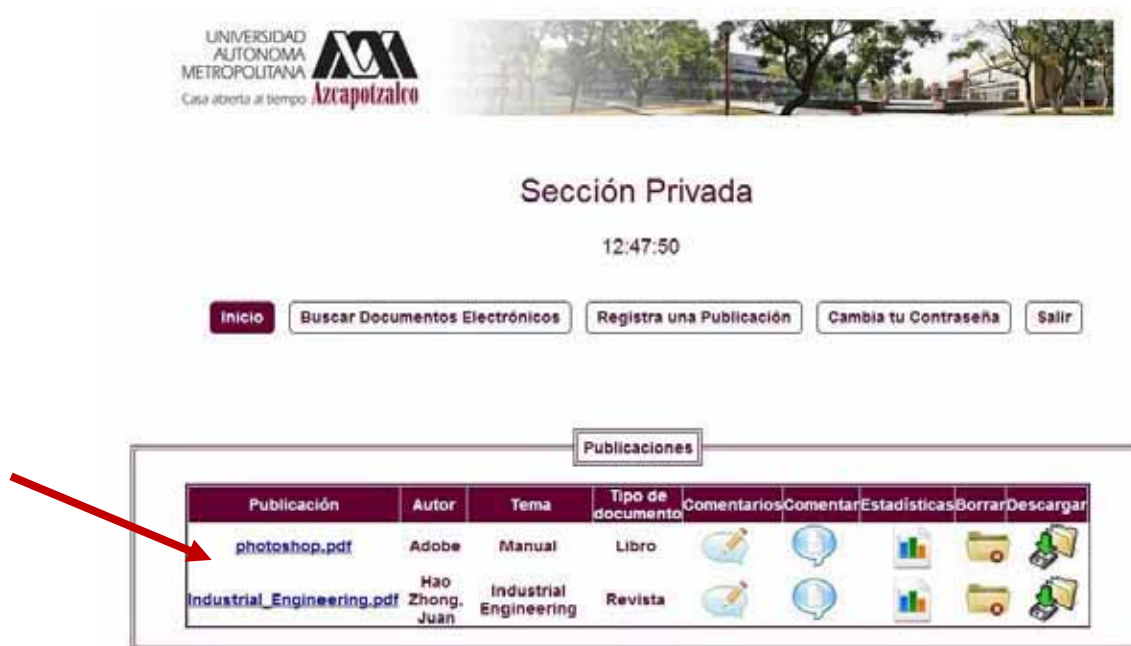 UNIVERSIDAD
AUTONOMA
METROPOLITANA
Casa abierta al tiempo Azcapotzalco
Sección Privada
12:47:50
Inicio Buscar Documentos Electrónicos Registra una Publicación Cambia tu Contraseña Salir
Publicaciones
Publicación Autor Tema Tipo de documento Comentarios Comentar Estadísticas Borrar Descargar
photoshop.pdf Adobe Manual Libro
Industrial_Engineering.pdf Hao Zhong, Juan Industrial Engineering Revista